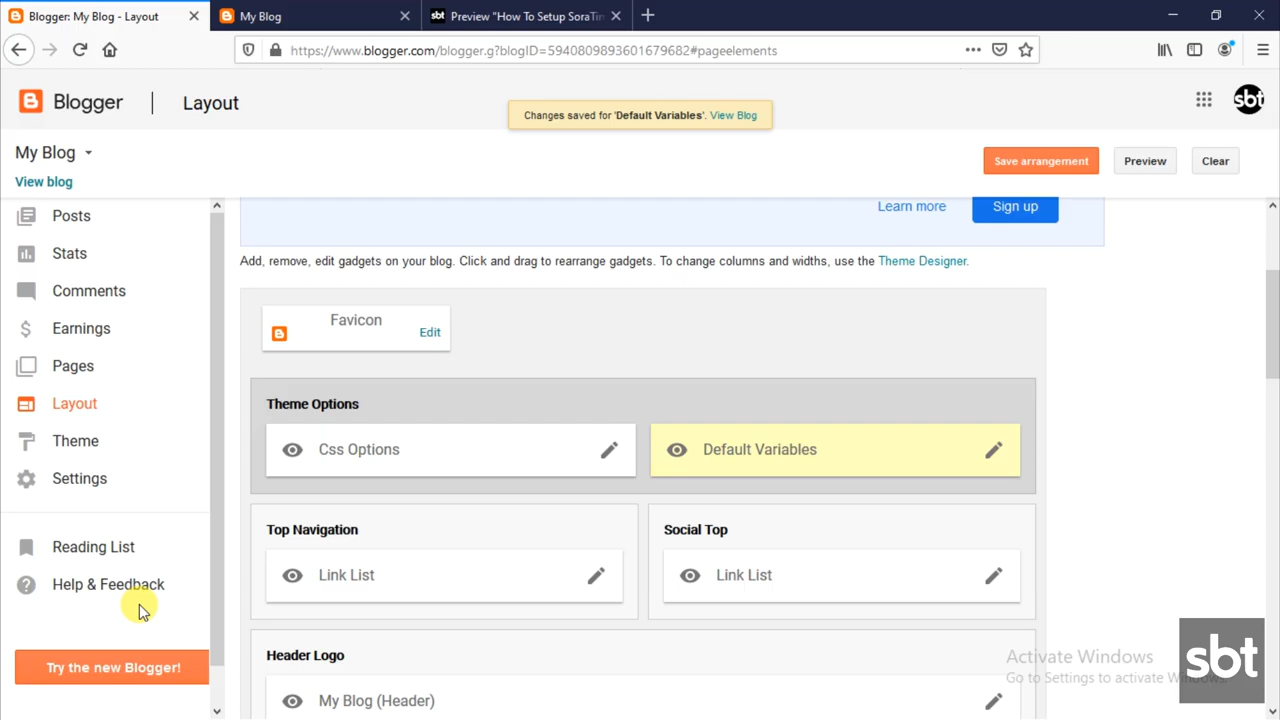 Blogger: My Blog - Layout
My Blog
sbt Preview "How To Setup SoraTim
https://www.blogger.com/blogger.g?blogID=5940809893601679682#pageelements
Blogger | Layout
sbt
Changes saved for 'Default Variables'. View Blog
My Blog
Save arrangement
Preview
Clear
View blog
Posts
Stats
Comments
Earnings
Pages
Layout
Theme
Settings
Reading List
Help & Feedback
Try the new Blogger!
Learn more
Sign up
Add, remove, edit gadgets on your blog. Click and drag to rearrange gadgets. To change columns and widths, use the Theme Designer.
Favicon
Edit
Theme Options
Css Options
Default Variables
Top Navigation
Link List
Social Top
Link List
Header Logo
My Blog (Header)
Activate Windows
Go to Settings to activate Windows.
sbt